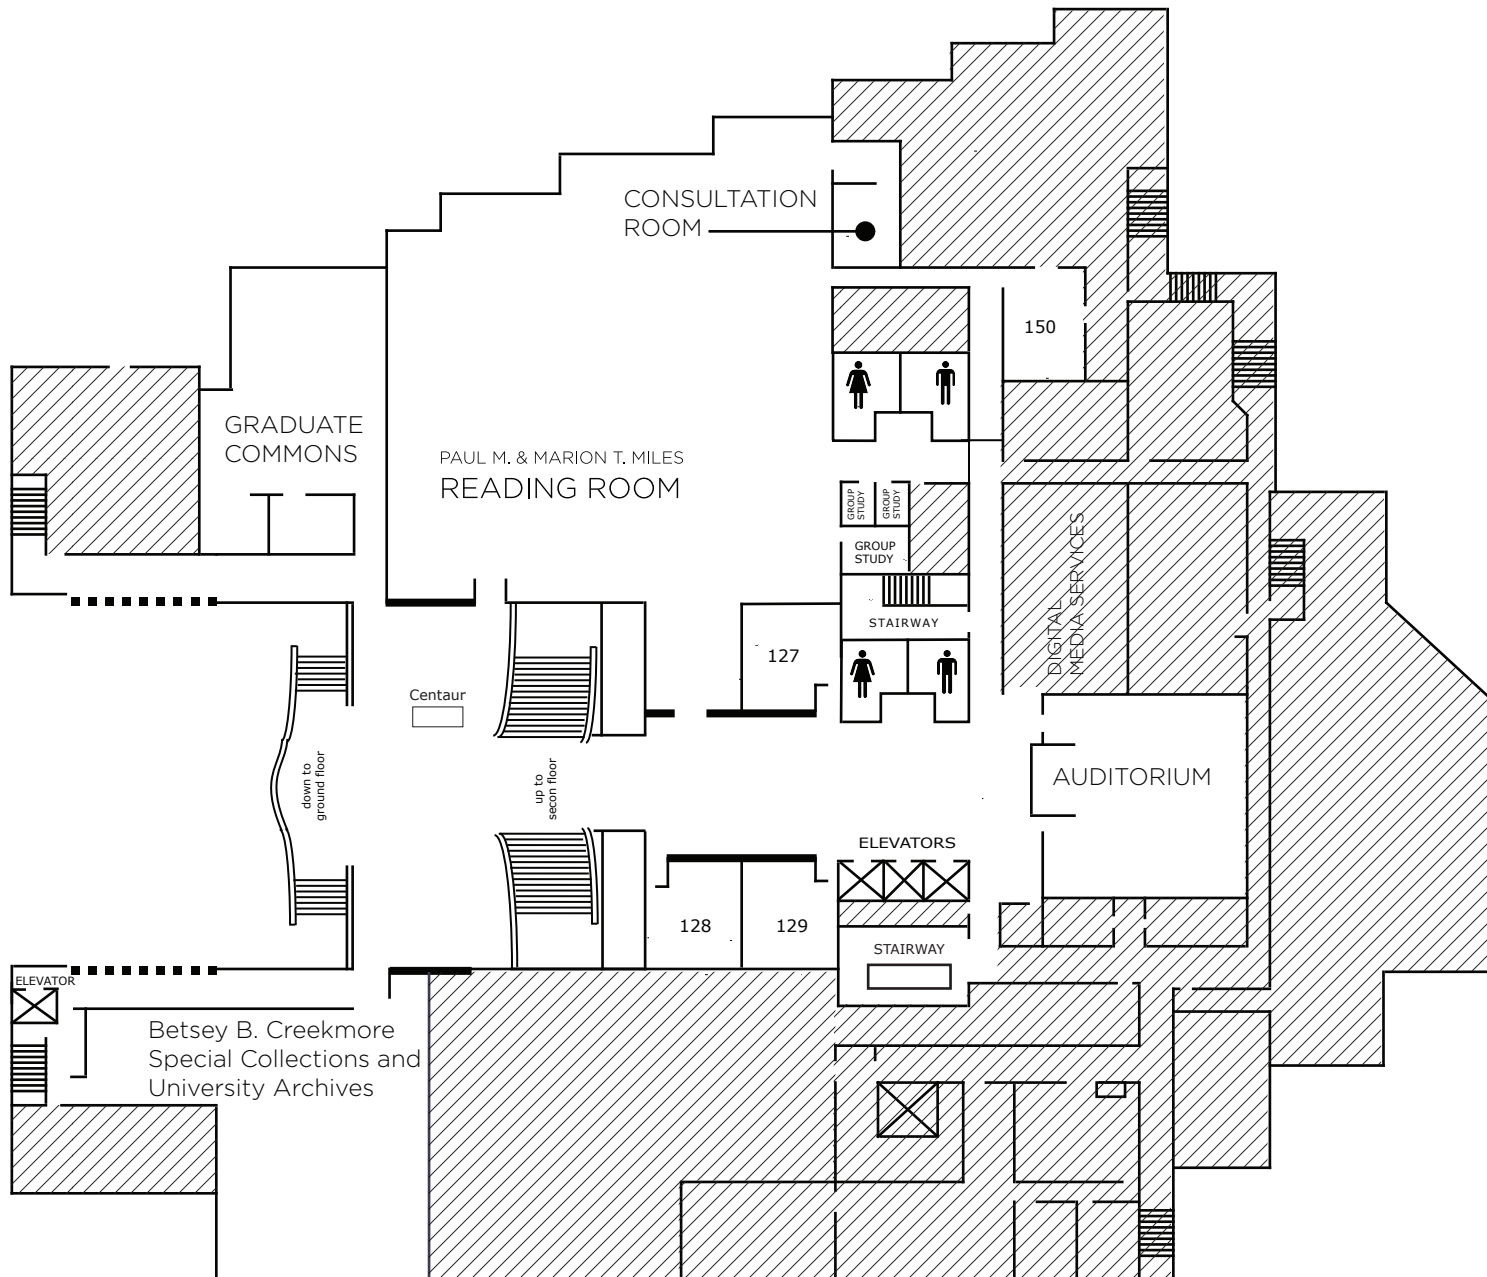 CONSULTATION
ROOM
150
GRADUATE
COMMONS
PAUL M. & MARION T. MILES
READING ROOM
GROUP
STUDY
GROUP
STUDY
GROUP
STUDY
DIGITAL
MEDIA SERVICES
STAIRWAY
127
Centaur
down to
ground floor
up to
secon floor
AUDITORIUM
ELEVATORS
128
129
STAIRWAY
ELEVATOR
Betsey B. Creekmore
Special Collections and
University Archives